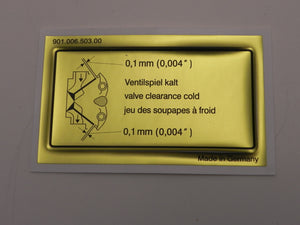 901.006.503.00
0,1 mm (0,004")
Ventilspiel kalt
valve clearance cold
jeu des soupapes à froid
0,1 mm (0,004")
Made in Germany